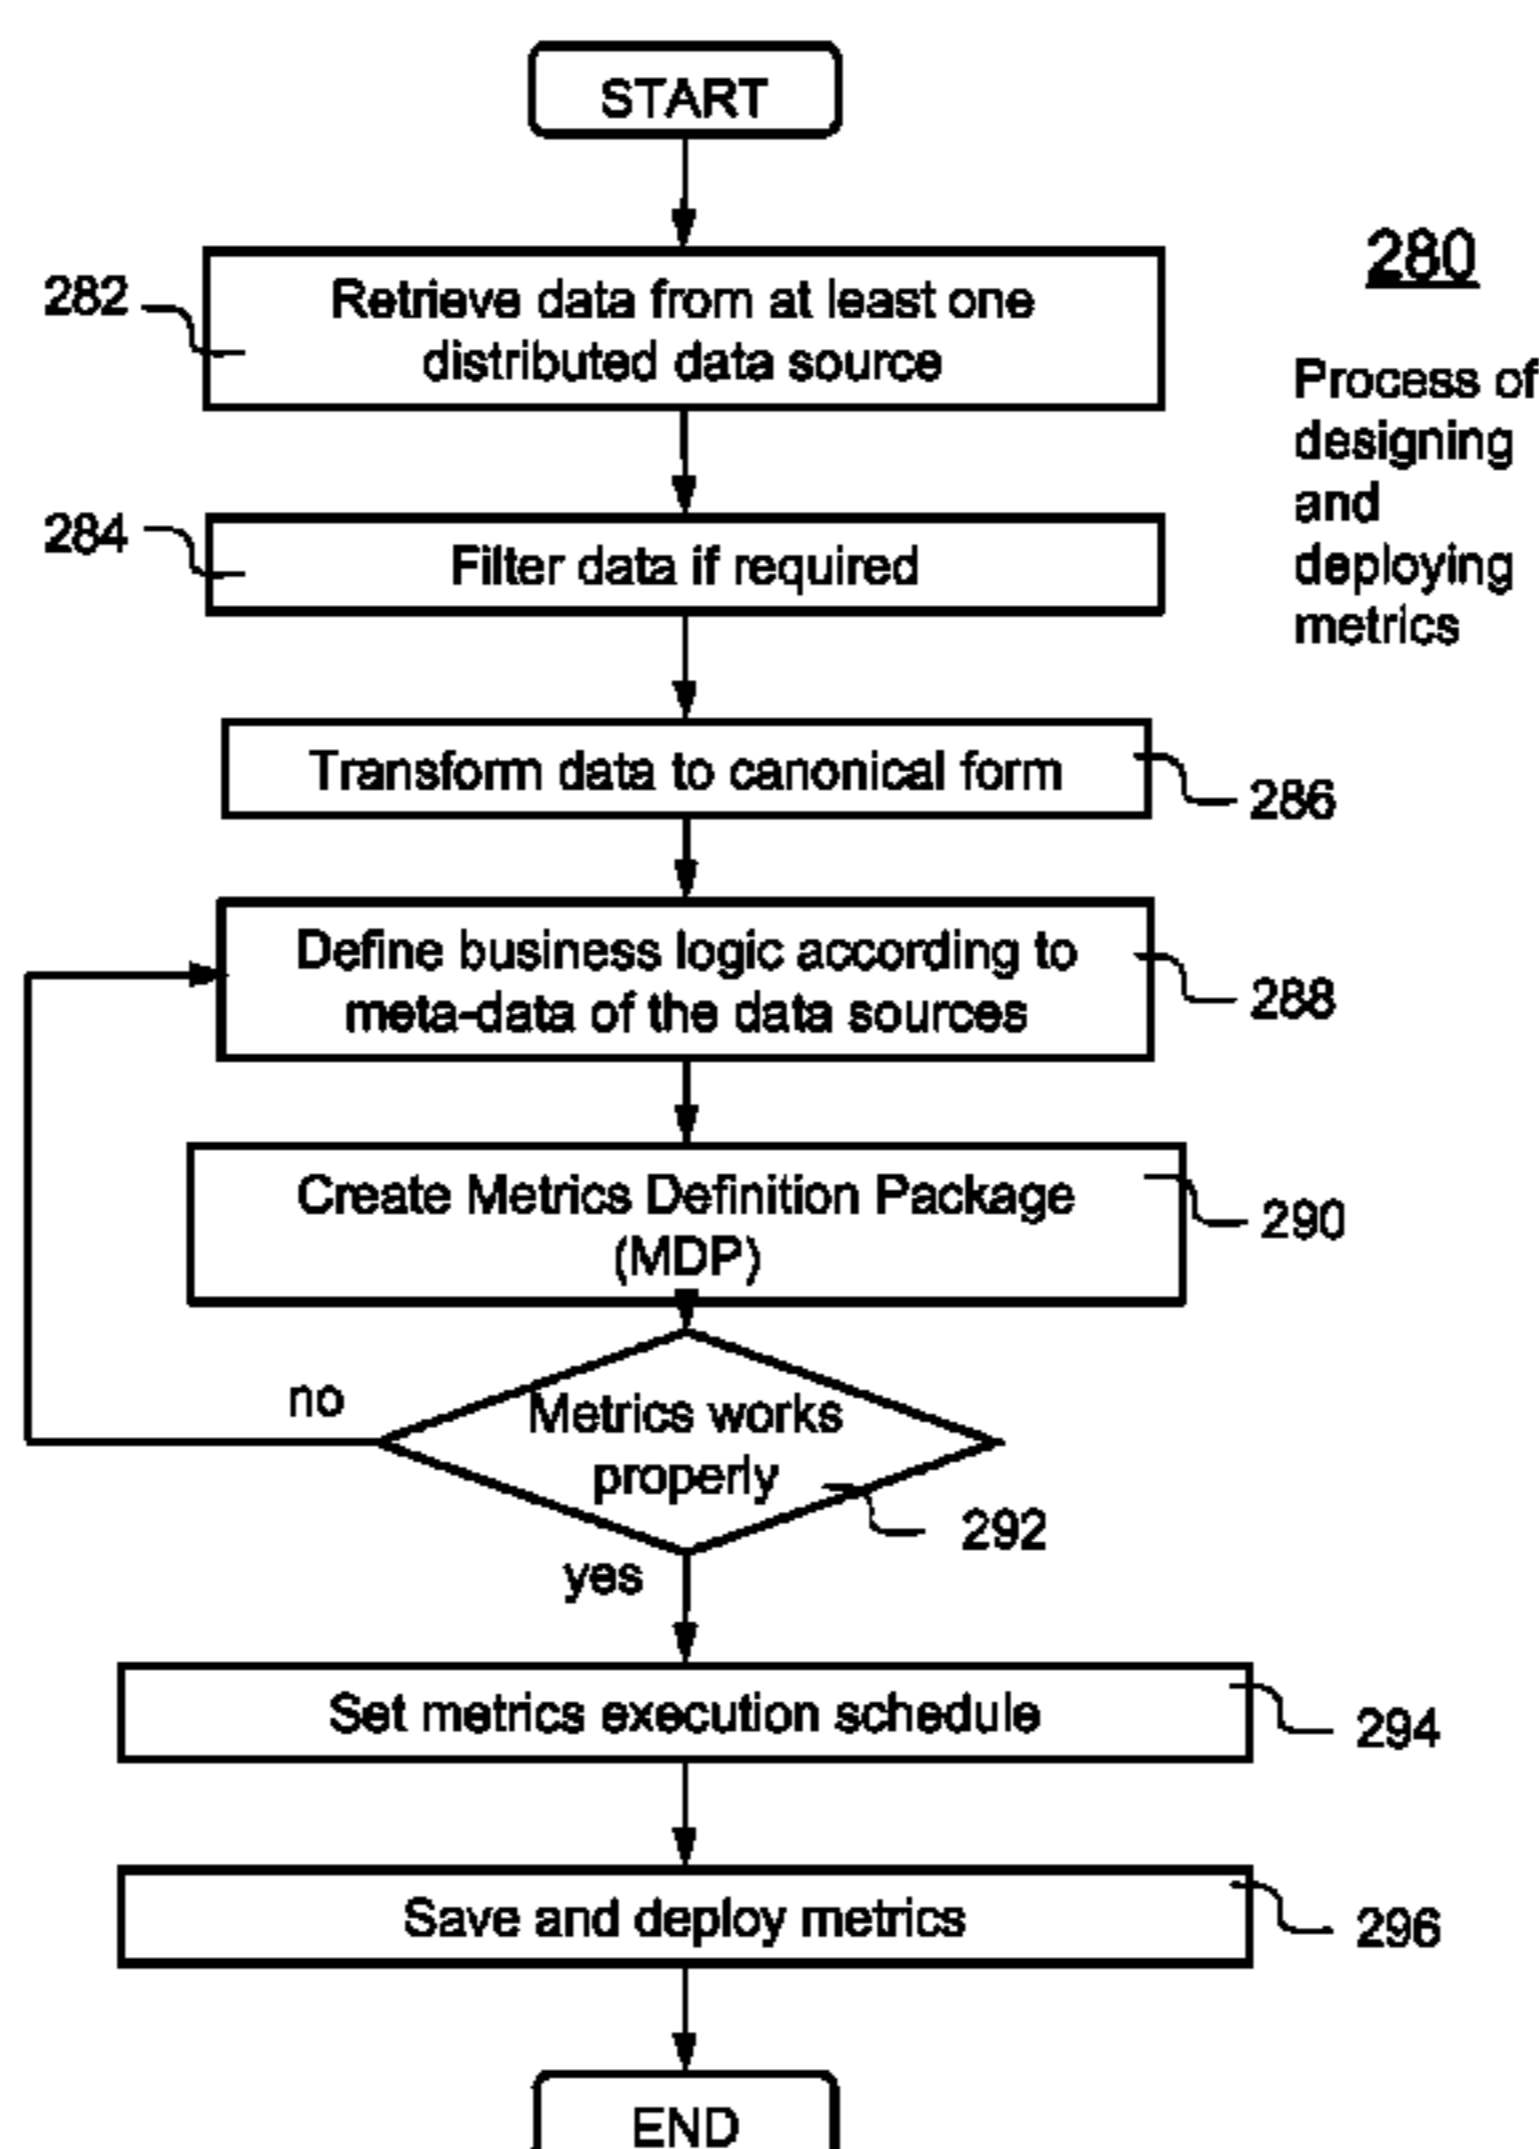 START
280
Process of
designing
and
deploying
metrics
282
Retrieve data from at least one
distributed data source
284
Filter data if required
Transform data to canonical form
286
Define business logic according to
meta-data of the data sources
288
Create Metrics Definition Package
(MDP)
290
no
Metrics works
properly
292
yes
Set metrics execution schedule
294
Save and deploy metrics
296
END